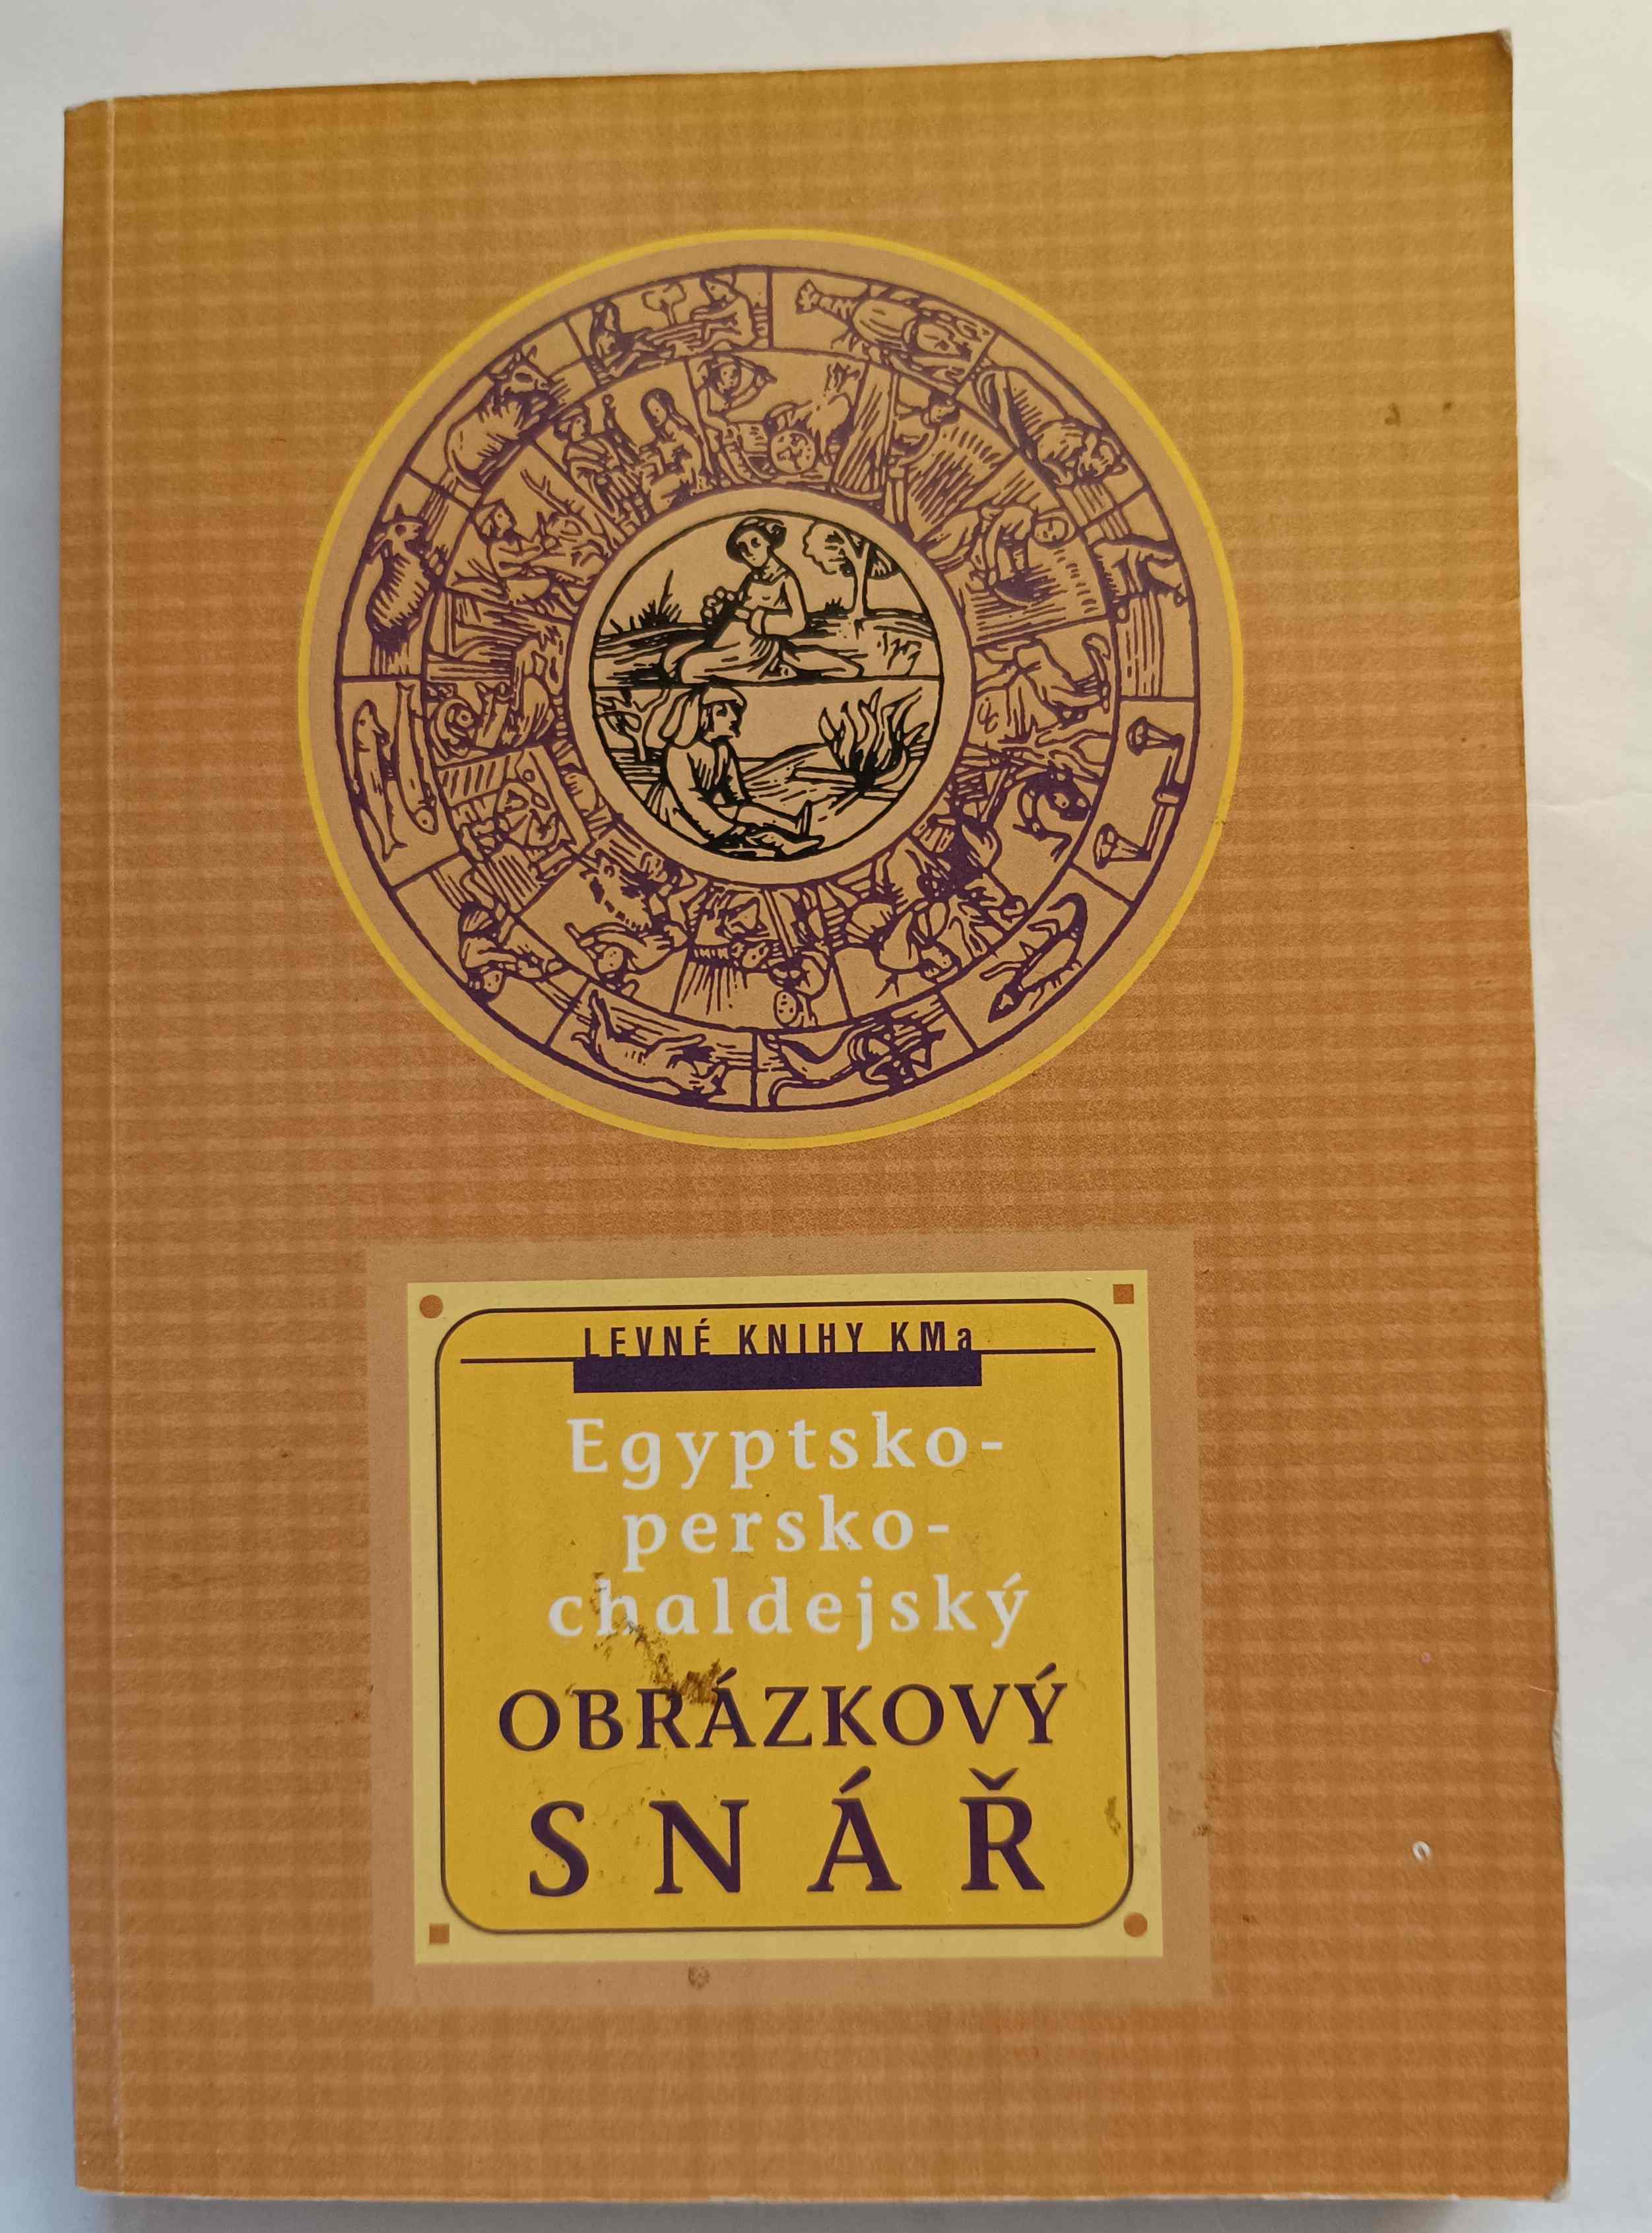 LEVNÉ KNIHY KMa
Egyptsko-
persko-
chaldejský
OBRÁZKOVÝ
SNÁŘ